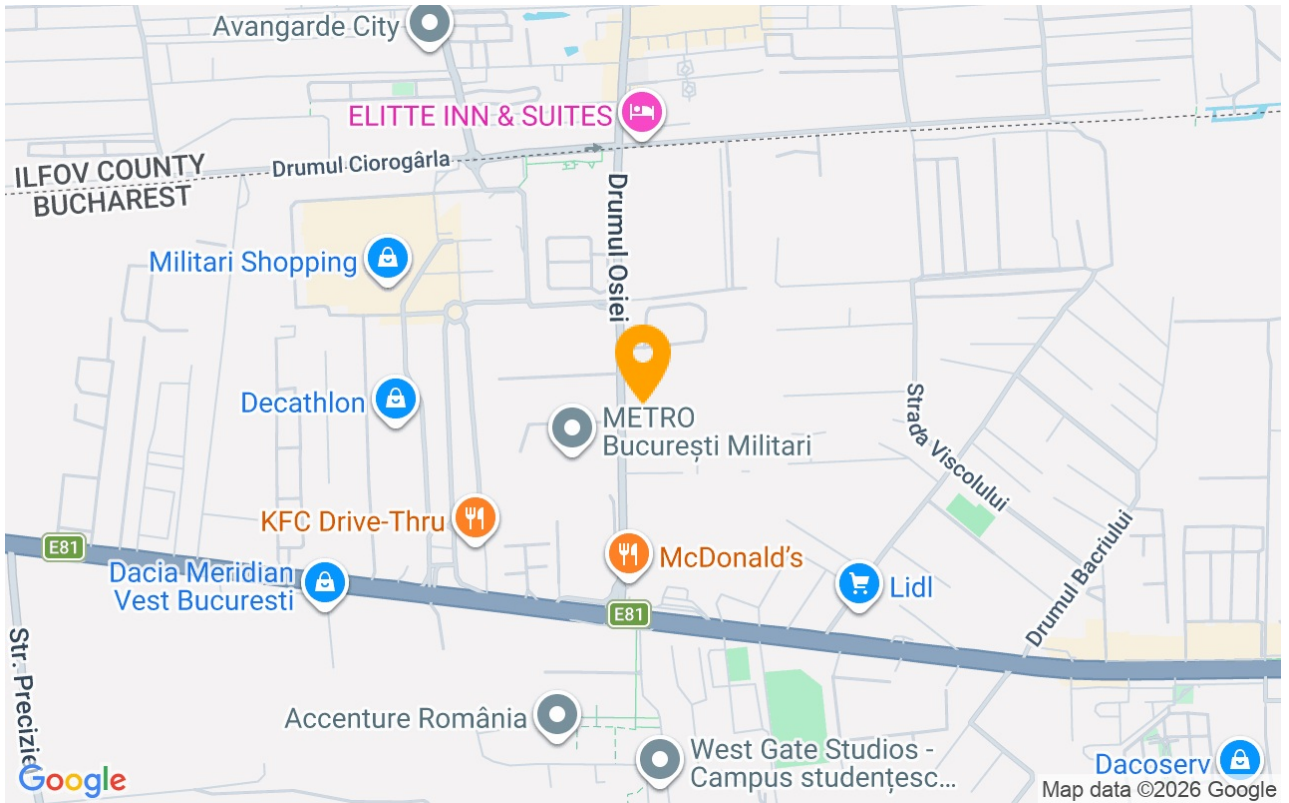 Avangarde City
ELITTE INN & SUITES
ILFOV COUNTY
BUCHAREST
Drumul Ciorogârla
Drumul Osiei
Militari Shopping
Decathlon
METRO
București Militari
Strada Viscolului
KFC Drive-Thru
E81
McDonald's
Dacia Meridian
Vest Bucuresti
Lidl
E81
Drumul Bacriului
Str. Preciziei
Accenture România
West Gate Studios -
Campus studențesc...
Dacoserv
Google
Map data ©2026 Google